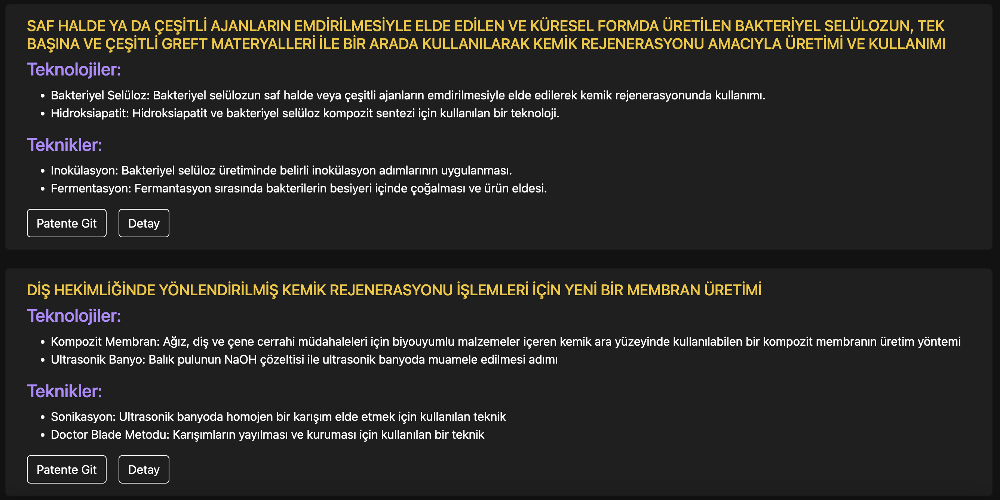 SAF HALDE YA DA ÇEŞİTLİ AJANLARIN EMDİRİLMESİYLE ELDE EDİLEN VE KÜRESEL FORMDA ÜRETİLEN BAKTERİYEL SELÜLOZUN, TEK
BAŞINA VE ÇEŞİTLİ GREFT MATERYALLERİ İLE BİR ARADA KULLANILARAK KEMİK REJENERASYONU AMACIYLA ÜRETİMİ VE KULLANIMI
Teknolojiler:
• Bakteriyel Selüloz: Bakteriyel selülozun saf halde veya çeşitli ajanların emdirilmesiyle elde edilerek kemik rejenerasyonunda kullanımı.
• Hidroksiapatit: Hidroksiapatit ve bakteriyel selüloz kompozit sentezi için kullanılan bir teknoloji.
Teknikler:
• Inokülasyon: Bakteriyel selüloz üretiminde belirli inokülasyon adımlarının uygulanması.
• Fermentasyon: Fermantasyon sırasında bakterilerin besiyeri içinde çoğalması ve ürün eldesi.
Patente Git Detay
DİŞ HEKİMLİĞİNDE YÖNLENDİRİLMİŞ KEMİK REJENERASYONU İŞLEMLERİ İÇİN YENİ BİR MEMBRAN ÜRETİMİ
Teknolojiler:
• Kompozit Membran: Ağız, diş ve çene cerrahi müdahaleleri için biyouyumlu malzemeler içeren kemik ara yüzeyinde kullanılabilen bir kompozit membranın üretim yöntemi
• Ultrasonik Banyo: Balık pulunun NaOH çözeltisi ile ultrasonik banyoda muamele edilmesi adımı
Teknikler:
• Sonikasyon: Ultrasonik banyoda homojen bir karışım elde etmek için kullanılan teknik
• Doctor Blade Metodu: Karışımların yayılması ve kuruması için kullanılan bir teknik
Patente Git Detay